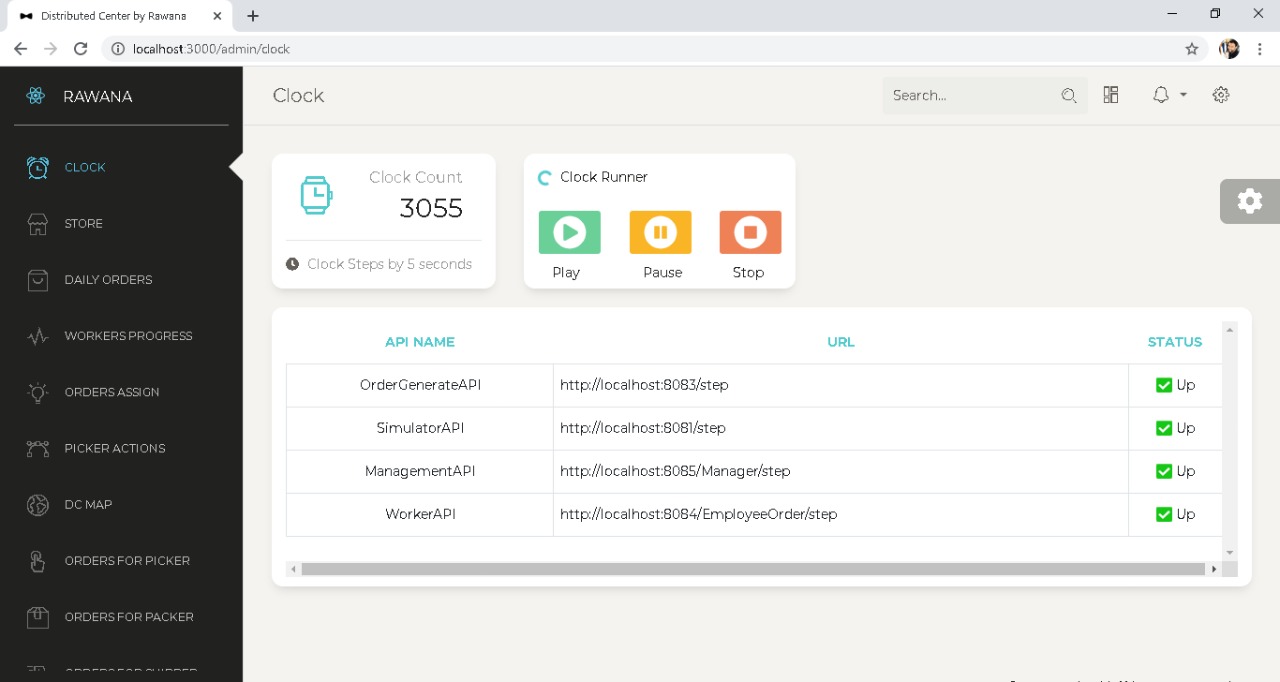 Distributed Center by Rawana
localhost:3000/admin/clock
RAWANA
Clock
Search...
CLOCK
STORE
DAILY ORDERS
WORKERS PROGRESS
ORDERS ASSIGN
PICKER ACTIONS
DC MAP
ORDERS FOR PICKER
ORDERS FOR PACKER
Clock Count
3055
Clock Steps by 5 seconds
Clock Runner
Play Pause Stop
API NAME URL STATUS
OrderGenerateAPI http://localhost:8083/step Up
SimulatorAPI http://localhost:8081/step Up
ManagementAPI http://localhost:8085/Manager/step Up
WorkerAPI http://localhost:8084/EmployeeOrder/step Up